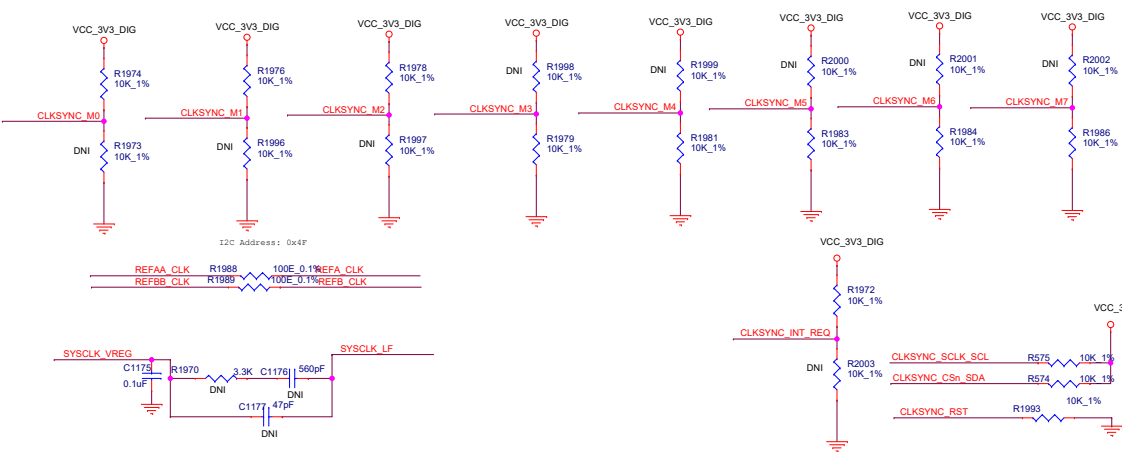 VCC_3V3_DIG
R1974
10K_1%
CLKSYNC_M0
DNI
R1973
10K_1%
VCC_3V3_DIG
R1976
10K_1%
CLKSYNC_M1
DNI
R1996
10K_1%
VCC_3V3_DIG
R1978
10K_1%
CLKSYNC_M2
DNI
R1997
10K_1%
VCC_3V3_DIG
DNI
R1998
10K_1%
CLKSYNC_M3
R1979
10K_1%
VCC_3V3_DIG
DNI
R1999
10K_1%
CLKSYNC_M4
R1981
10K_1%
VCC_3V3_DIG
DNI
R2000
10K_1%
CLKSYNC_M5
R1983
10K_1%
VCC_3V3_DIG
DNI
R2001
10K_1%
CLKSYNC_M6
R1984
10K_1%
VCC_3V3_DIG
DNI
R2002
10K_1%
CLKSYNC_M7
R1986
10K_1%
I2C Address: 0x4F
REFAA_CLK R1988 100E_0.1% REFA_CLK
REFBB_CLK R1989 100E_0.1% REFB_CLK
SYSCLK_VREG
SYSCLK_LF
C1175
0.1uF
R1970
3.3K
DNI
C1176
560pF
DNI
C1177
47pF
DNI
VCC_3V3_DIG
R1972
10K_1%
CLKSYNC_INT_REQ
DNI
R2003
10K_1%
VCC_3
CLKSYNC_SCLK_SCL R575 10K_1%
CLKSYNC_CSn_SDA R574 10K_1%
CLKSYNC_RST R1993 10K_1%